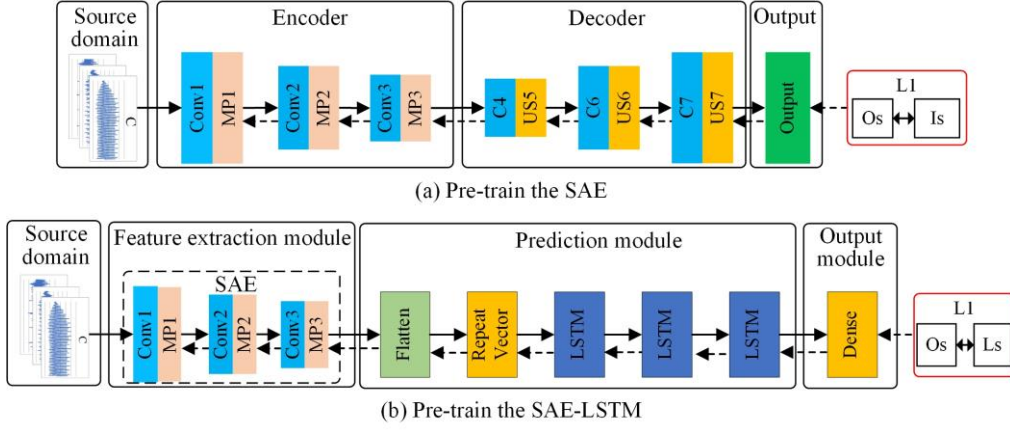 Source domain
Encoder
Decoder
Output
C
Conv1
MP1
Conv2
MP2
Conv3
MP3
C4
US5
C6
US6
C7
US7
Output
L1
Os
Is
(a) Pre-train the SAE
Source domain
Feature extraction module
Prediction module
Output module
C
SAE
Conv1
MP1
Conv2
MP2
Conv3
MP3
Flatten
Repeat
Vector
LSTM
LSTM
LSTM
Dense
L1
Os
Ls
(b) Pre-train the SAE-LSTM